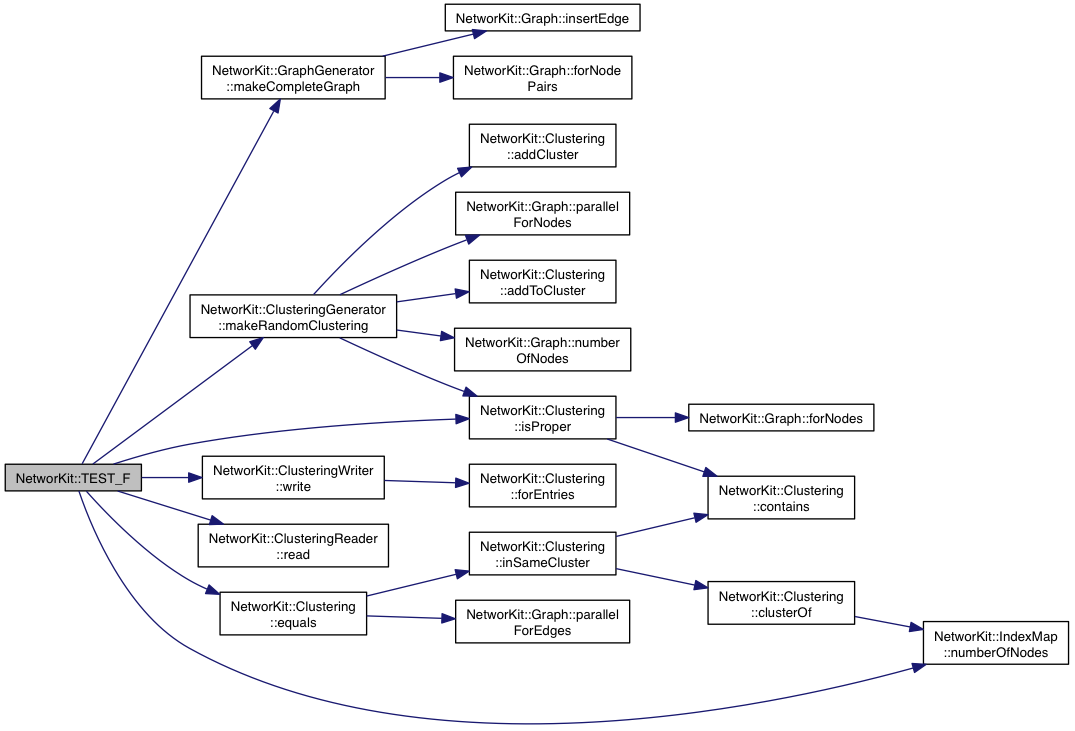 NetworKit::Graph::insertEdge
NetworKit::GraphGenerator
::makeCompleteGraph
NetworKit::Graph::forNode
Pairs
NetworKit::Clustering
::addCluster
NetworKit::Graph::parallel
ForNodes
NetworKit::Clustering
::addToCluster
NetworKit::ClusteringGenerator
::makeRandomClustering
NetworKit::Graph::number
OfNodes
NetworKit::Clustering
::isProper
NetworKit::Graph::forNodes
NetworKit::TEST_F
NetworKit::ClusteringWriter
::write
NetworKit::Clustering
::forEntries
NetworKit::Clustering
::contains
NetworKit::ClusteringReader
::read
NetworKit::Clustering
::inSameCluster
NetworKit::Clustering
::clusterOf
NetworKit::Clustering
::equals
NetworKit::Graph::parallel
ForEdges
NetworKit::IndexMap
::numberOfNodes